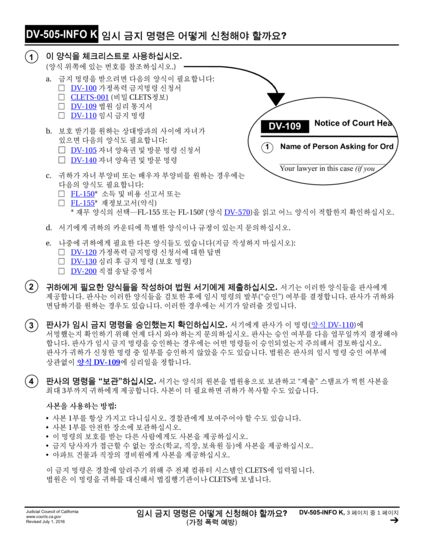 DV-505-INFO K 임시 금지 명령은 어떻게 신청해야 할까요?
1 이 양식을 체크리스트로 사용하십시오.
(양식 위쪽에 있는 번호를 참조하십시오.)
a. 금지 명령을 받으려면 다음의 양식이 필요합니다:
□ DV-100 가정폭력 금지명령 신청서
□ CLETS-001 (비밀 CLETS정보)
□ DV-109 법원 심리 통지서
□ DV-110 임시 금지 명령
DV-109 Notice of Court Hea
1 Name of Person Asking for Ord
Your lawyer in this case (if you
b. 보호 받기를 원하는 상대방과의 사이에 자녀가
있으면 다음의 양식도 필요합니다:
□ DV-105 자녀 양육권 및 방문 명령 신청서
□ DV-140 자녀 양육권 및 방문 명령
c. 귀하가 자녀 부양비 또는 배우자 부양비를 원하는 경우에는
다음의 양식도 필요합니다:
□ FL-150* 소득 및 비용 신고서 또는
□ FL-155* 재정보고서(약식)
* 재무 양식의 선택—FL-155 또는 FL-150? (양식 DV-570)을 읽고 어느 양식이 적합한지 확인하십시오.
d. 서기에게 귀하의 카운티에 특별한 양식이나 규정이 있는지 문의하십시오.
e. 나중에 귀하에게 필요한 다른 양식들도 있습니다(지금 작성하지 마십시오):
□ DV-120 가정폭력 금지명령 신청서에 대한 답변
□ DV-130 심리 후 금지 명령 (보호 명령)
□ DV-200 직접 송달 증명서
2 귀하에게 필요한 양식들을 작성하여 법원 서기에게 제출하십시오. 서기는 이러한 양식들을 판사에게
제공합니다. 판사는 이러한 양식들을 검토한 후에 임시 명령의 발부("승인") 여부를 결정합니다. 판사가 귀하와
면담하기를 원하는 경우도 있습니다. 이러한 경우에는 서기가 알려줄 것입니다.
3 판사가 임시 금지 명령을 승인했는지 확인하십시오. 서기에게 판사가 이 명령(양식 DV-110)에
서명했는지 확인하기 위해 언제 다시 와야 하는지 문의하십시오. 판사는 승인 여부를 다음 업무일까지 결정해야
합니다. 판사가 임시 금지 명령을 승인하는 경우에는 어떤 명령들이 승인되었는지 주의해서 검토하십시오.
판사가 귀하가 신청한 명령 중 일부를 승인하지 않았을 수도 있습니다. 법원은 판사의 임시 명령 승인 여부에
상관없이 양식 DV-109에 심리일을 정합니다.
4 판사의 명령을 "보관"하십시오. 서기는 양식의 원본을 법원용으로 보관하고 "제출" 스탬프가 찍힌 사본을
최대 3부까지 귀하에게 제공합니다. 사본이 더 필요하면 귀하가 복사할 수도 있습니다.
사본을 사용하는 방법:
• 사본 1부를 항상 가지고 다니십시오. 경찰관에게 보여주어야 할 수도 있습니다.
• 사본 1부를 안전한 장소에 보관하십시오.
• 이 명령의 보호를 받는 다른 사람에게도 사본을 제공하십시오.
• 금지 당사자가 접근할 수 없는 장소(학교, 직장, 보육원 등)에 사본을 제공하십시오.
• 아파트 건물과 직장의 경비원에게 사본을 제공하십시오.
이 금지 명령은 경찰에 알려주기 위해 주 전체 컴퓨터 시스템인 CLETS에 입력됩니다.
법원은 이 명령을 귀하를 대신해서 법집행기관이나 CLETS에 보냅니다.
Judicial Council of California
www.courts.ca.gov
Revised July 1, 2016
임시 금지 명령은 어떻게 신청해야 할까요?
(가정 폭력 예방)
DV-505-INFO K, 3 페이지 중 1 페이지